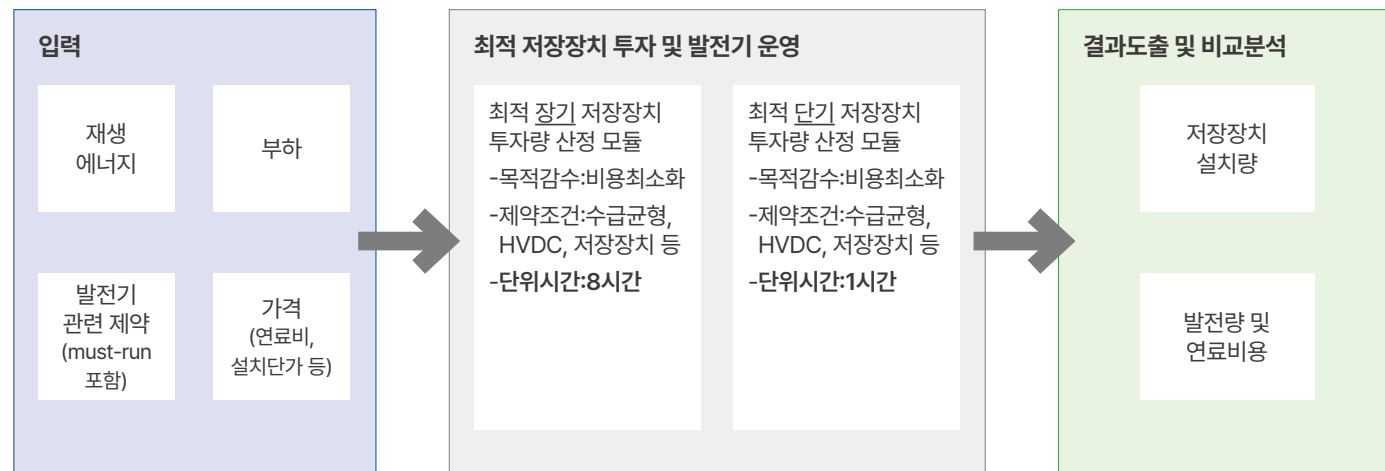 입력
재생
에너지
부하
발전기
관련 제약
(must-run
포함)
가격
(연료비,
설치단가 등)
최적 저장장치 투자 및 발전기 운영
최적 장기 저장장치
투자량 산정 모듈
-목적감수:비용최소화
-제약조건:수급균형,
HVDC, 저장장치 등
-단위시간:8시간
최적 단기 저장장치
투자량 산정 모듈
-목적감수:비용최소화
-제약조건:수급균형,
HVDC, 저장장치 등
-단위시간:1시간
결과도출 및 비교분석
저장장치
설치량
발전량 및
연료비용